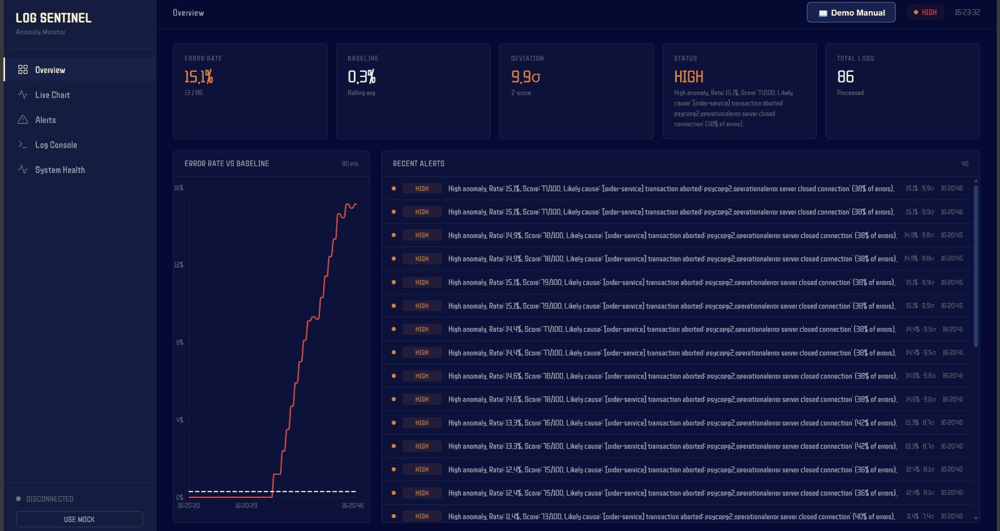 LOG SENTINEL
Anomaly Monitor
Overview
Live Chart
Alerts
Log Console
System Health
DISCONNECTED
USE MOCK
Overview
Demo Manual
HIGH
16:23:32
ERROR RATE
15.1%
13 / 86
BASELINE
0.3%
Rolling avg
DEVIATION
9.9σ
Z-score
STATUS
HIGH
High anomaly. Rate: 15.1%, Score: 77/100. Likely
cause: '[order-service] transaction aborted:
psycopg2.operationalerror server closed
connection' (38% of errors).
TOTAL LOGS
86
Processed
ERROR RATE VS BASELINE
80 pts
16%
12%
8%
4%
0%
16:20:20 16:20:29 16:20:46
RECENT ALERTS
40
HIGH High anomaly. Rate: 15.1%, Score: 77/100. Likely cause: '[order-service] transaction aborted: psycopg2.operationalerror server closed connection' (38% of errors). 15.1% · 9.9σ 16:20:46
HIGH High anomaly. Rate: 15.1%, Score: 77/100. Likely cause: '[order-service] transaction aborted: psycopg2.operationalerror server closed connection' (38% of errors). 15.1% · 9.9σ 16:20:46
HIGH High anomaly. Rate: 14.9%, Score: 78/100. Likely cause: '[order-service] transaction aborted: psycopg2.operationalerror server closed connection' (38% of errors). 14.9% · 9.8σ 16:20:45
HIGH High anomaly. Rate: 14.9%, Score: 78/100. Likely cause: '[order-service] transaction aborted: psycopg2.operationalerror server closed connection' (38% of errors). 14.9% · 9.8σ 16:20:45
HIGH High anomaly. Rate: 15.1%, Score: 79/100. Likely cause: '[order-service] transaction aborted: psycopg2.operationalerror server closed connection' (38% of errors). 15.1% · 9.9σ 16:20:45
HIGH High anomaly. Rate: 15.1%, Score: 79/100. Likely cause: '[order-service] transaction aborted: psycopg2.operationalerror server closed connection' (38% of errors). 15.1% · 9.9σ 16:20:45
HIGH High anomaly. Rate: 14.4%, Score: 77/100. Likely cause: '[order-service] transaction aborted: psycopg2.operationalerror server closed connection' (38% of errors). 14.4% · 9.5σ 16:20:41
HIGH High anomaly. Rate: 14.4%, Score: 77/100. Likely cause: '[order-service] transaction aborted: psycopg2.operationalerror server closed connection' (38% of errors). 14.4% · 9.5σ 16:20:41
HIGH High anomaly. Rate: 14.6%, Score: 78/100. Likely cause: '[order-service] transaction aborted: psycopg2.operationalerror server closed connection' (38% of errors). 14.6% · 9.6σ 16:20:41
HIGH High anomaly. Rate: 14.6%, Score: 78/100. Likely cause: '[order-service] transaction aborted: psycopg2.operationalerror server closed connection' (38% of errors). 14.6% · 9.6σ 16:20:41
HIGH High anomaly. Rate: 13.3%, Score: 76/100. Likely cause: '[order-service] transaction aborted: psycopg2.operationalerror server closed connection' (42% of errors). 13.3% · 8.7σ 16:20:40
HIGH High anomaly. Rate: 13.3%, Score: 76/100. Likely cause: '[order-service] transaction aborted: psycopg2.operationalerror server closed connection' (42% of errors). 13.3% · 8.7σ 16:20:40
HIGH High anomaly. Rate: 12.4%, Score: 75/100. Likely cause: '[order-service] transaction aborted: psycopg2.operationalerror server closed connection' (36% of errors). 12.4% · 8.1σ 16:20:40
HIGH High anomaly. Rate: 12.4%, Score: 75/100. Likely cause: '[order-service] transaction aborted: psycopg2.operationalerror server closed connection' (36% of errors). 12.4% · 8.1σ 16:20:40
HIGH High anomaly. Rate: 11.4%, Score: 73/100. Likely cause: '[order-service] transaction aborted: psycopg2.operationalerror server closed connection' (40% of errors). 11.4% · 7.4σ 16:20:40